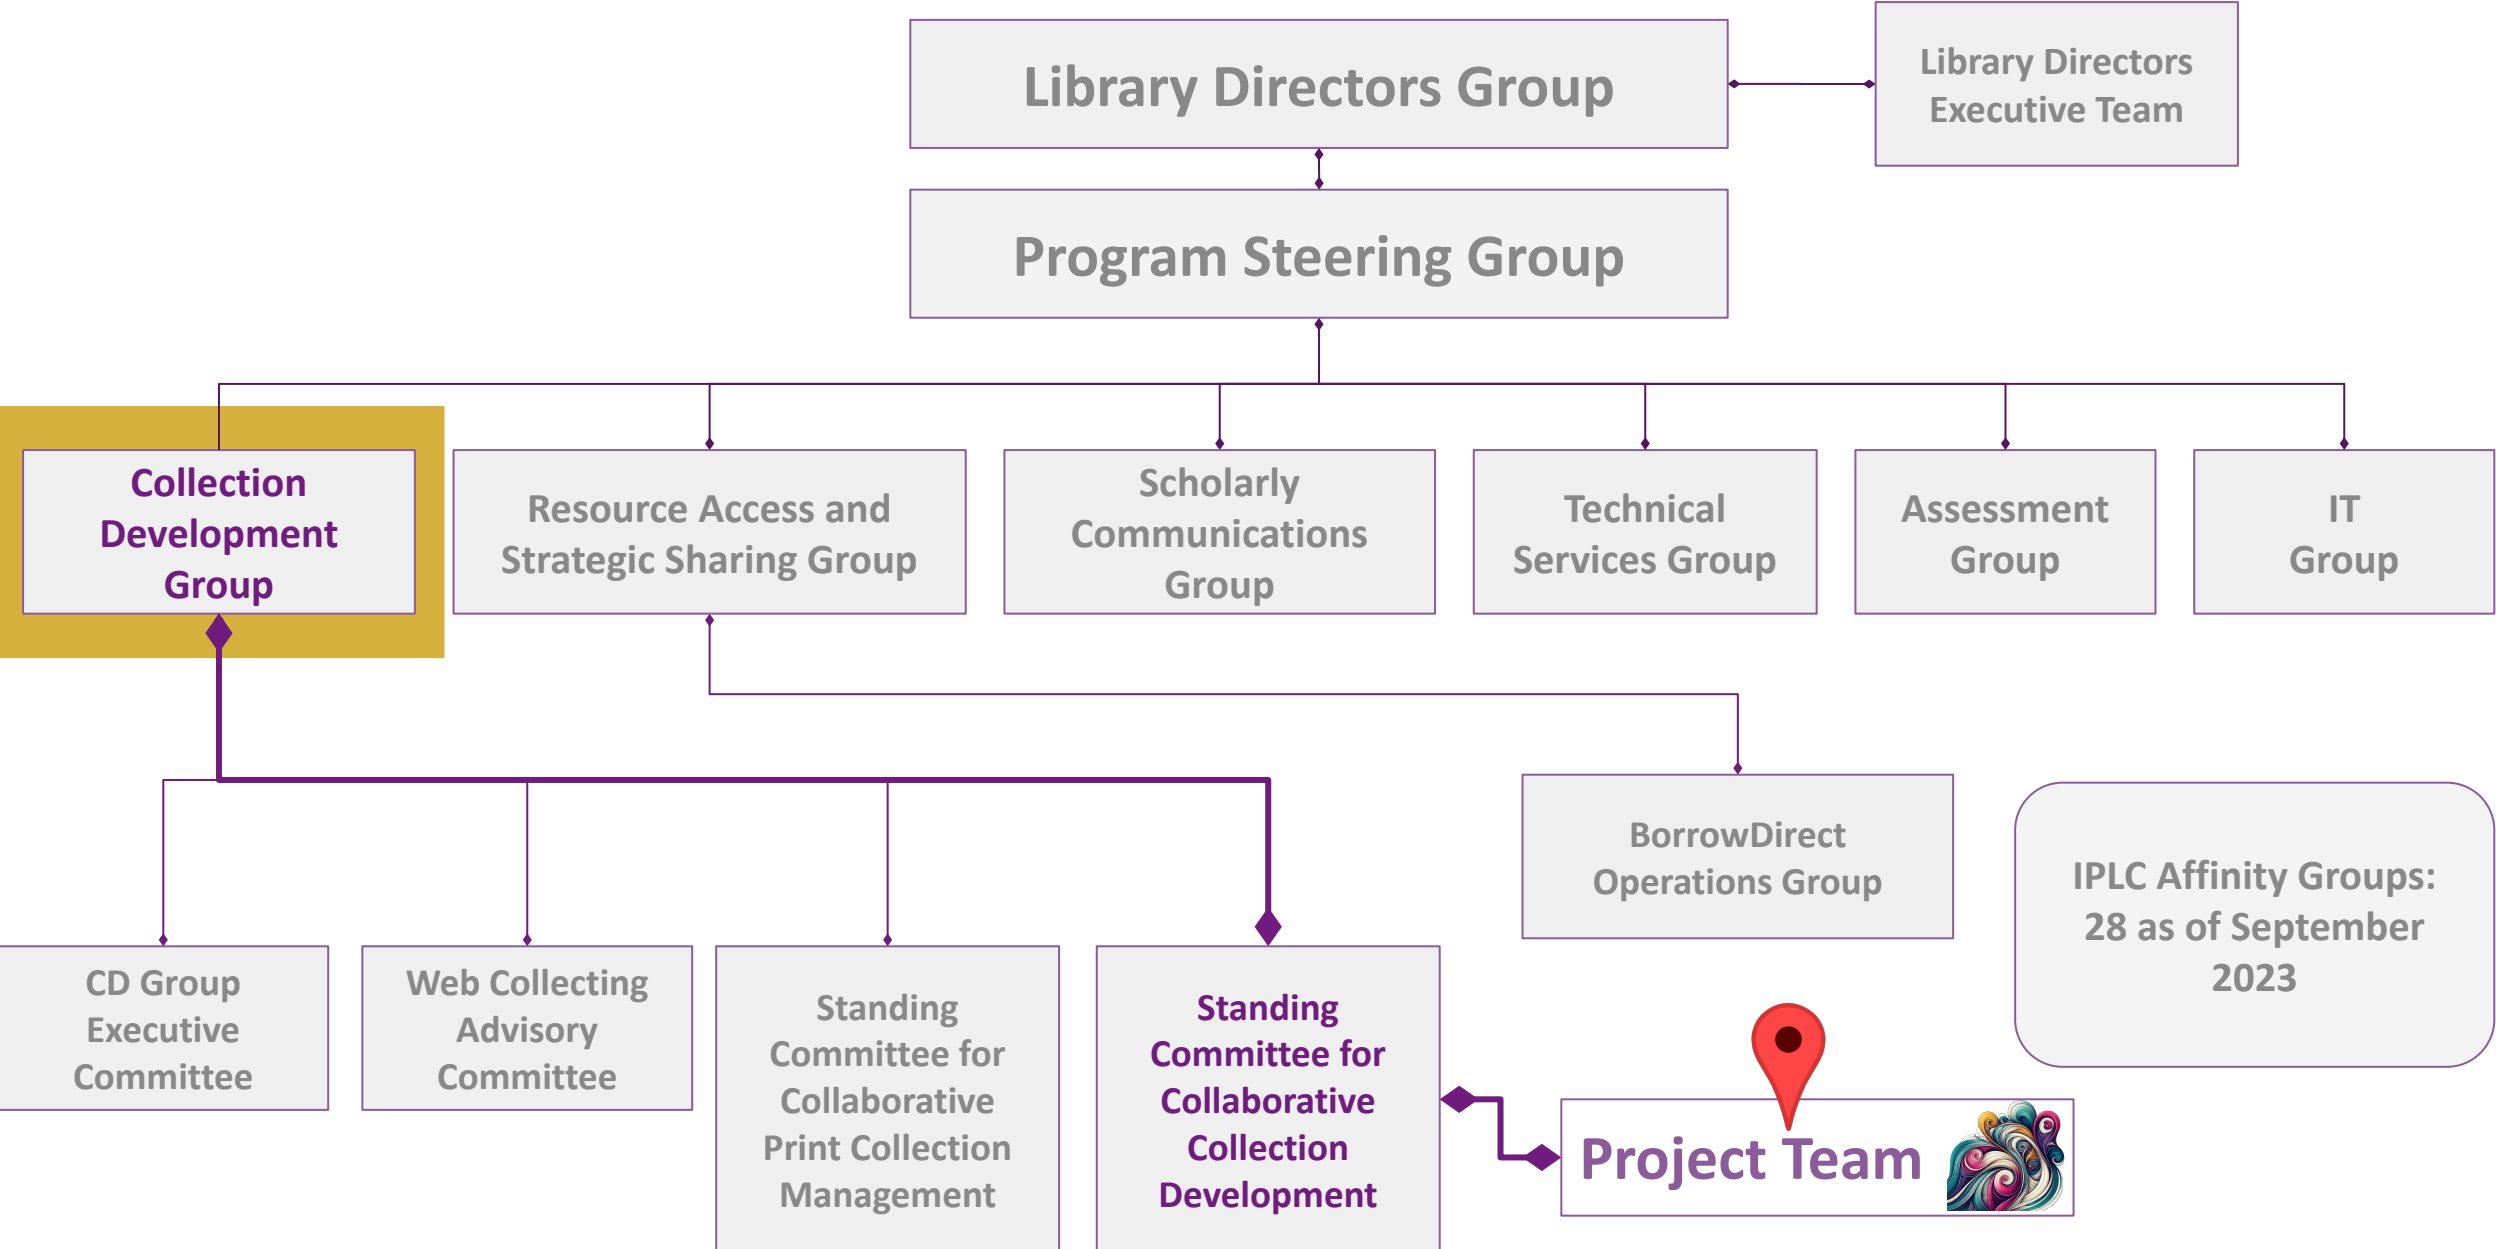 Library Directors Group
Library Directors
Executive Team
Program Steering Group
Collection
Development
Group
Resource Access and
Strategic Sharing Group
Scholarly
Communications
Group
Technical
Services Group
Assessment
Group
IT
Group
BorrowDirect
Operations Group
IPLC Affinity Groups:
28 as of September
2023
CD Group
Executive
Committee
Web Collecting
Advisory
Committee
Standing
Committee for
Collaborative
Print Collection
Management
Standing
Committee for
Collaborative
Collection
Development
Project Team